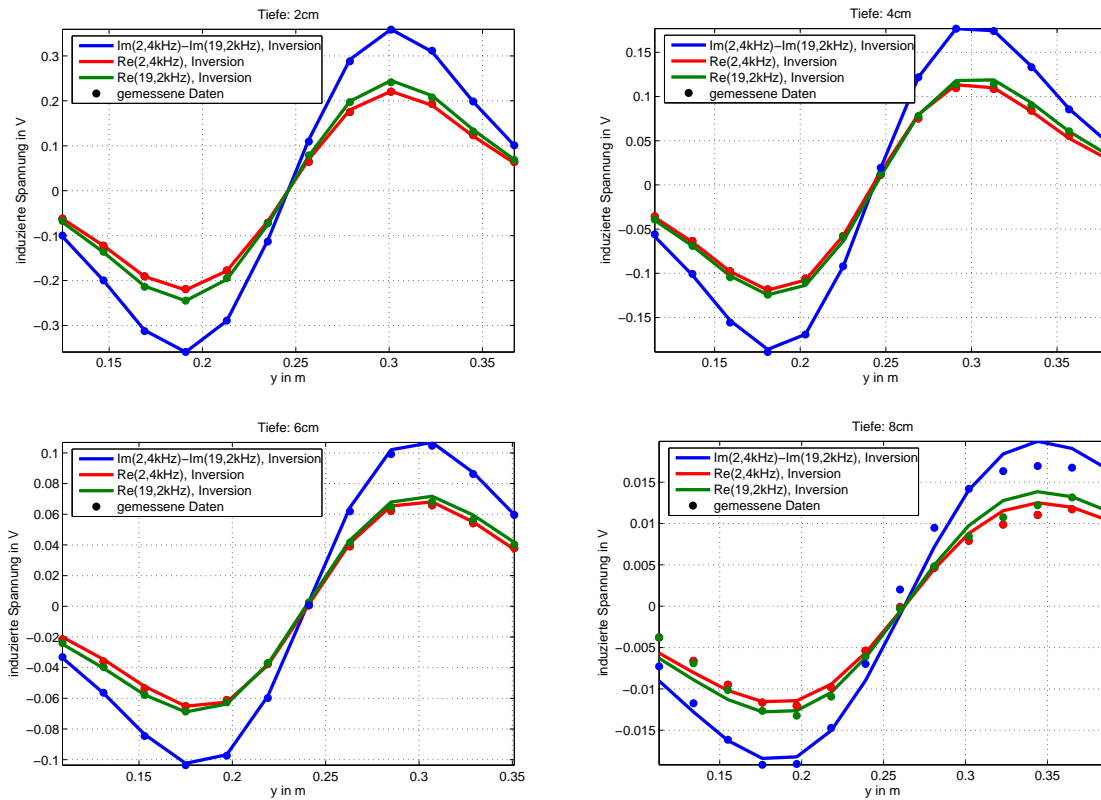 Tiefe: 2cm
Im(2,4kHz)−Im(19,2kHz), Inversion
Re(2,4kHz), Inversion
Re(19,2kHz), Inversion
gemessene Daten
0.3
0.2
0.1
0
−0.1
−0.2
−0.3
induzierte Spannung in V
0.15 0.2 0.25 0.3 0.35
y in m
Tiefe: 4cm
Im(2,4kHz)−Im(19,2kHz), Inversion
Re(2,4kHz), Inversion
Re(19,2kHz), Inversion
gemessene Daten
0.15
0.1
0.05
0
−0.05
−0.1
−0.15
induzierte Spannung in V
0.15 0.2 0.25 0.3 0.35
y in m
Tiefe: 6cm
Im(2,4kHz)−Im(19,2kHz), Inversion
Re(2,4kHz), Inversion
Re(19,2kHz), Inversion
gemessene Daten
0.1
0.08
0.06
0.04
0.02
0
−0.02
−0.04
−0.06
−0.08
−0.1
induzierte Spannung in V
0.15 0.2 0.25 0.3 0.35
y in m
Tiefe: 8cm
Im(2,4kHz)−Im(19,2kHz), Inversion
Re(2,4kHz), Inversion
Re(19,2kHz), Inversion
gemessene Daten
0.015
0.01
0.005
0
−0.005
−0.01
−0.015
induzierte Spannung in V
0.15 0.2 0.25 0.3 0.35
y in m